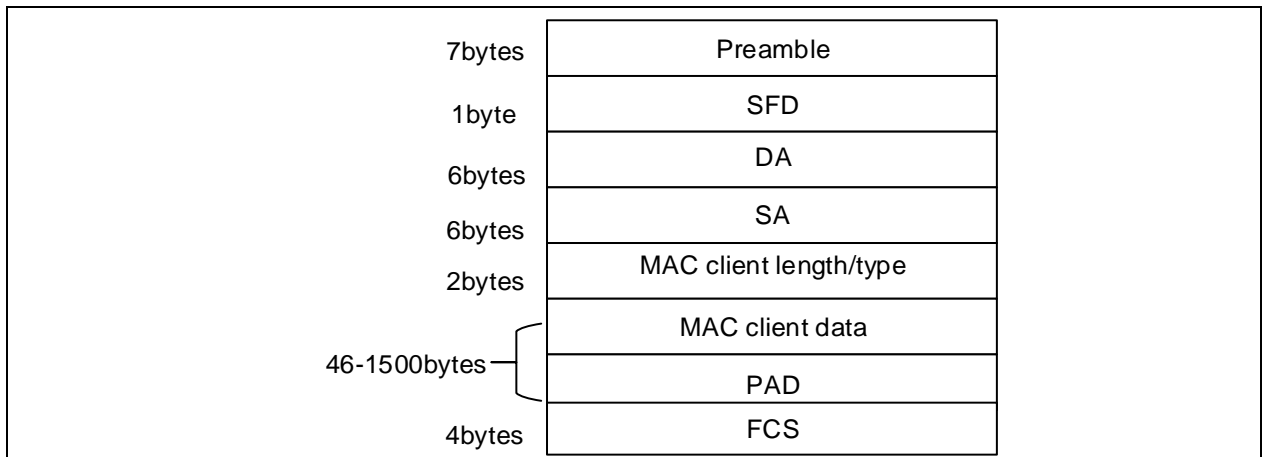 7bytes Preamble
1byte SFD
6bytes DA
6bytes SA
2bytes MAC client length/type
MAC client data
46-1500bytes
PAD
4bytes FCS